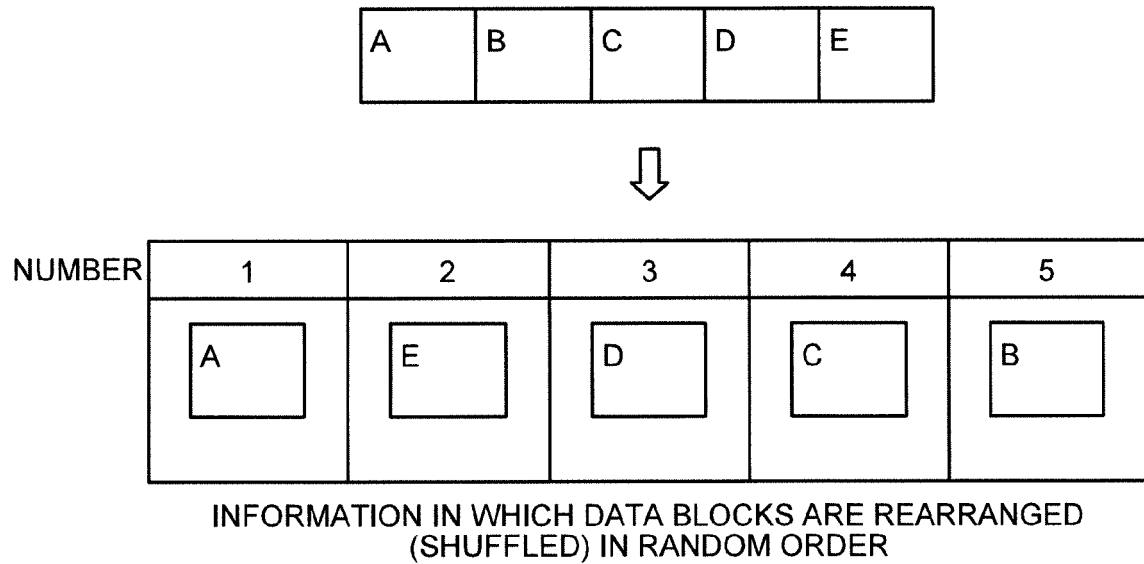 A B C D E
NUMBER 1 2 3 4 5
A E D C B
INFORMATION IN WHICH DATA BLOCKS ARE REARRANGED
(SHUFFLED) IN RANDOM ORDER